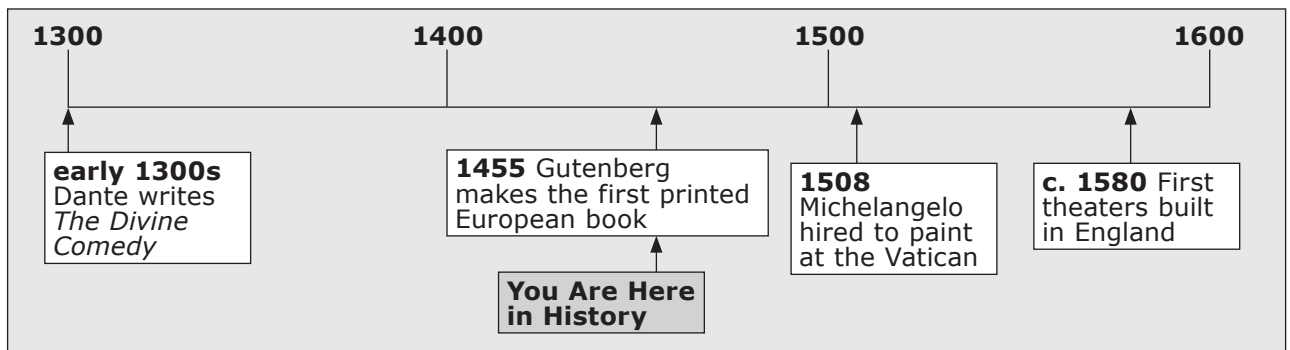 1300
1400
1500
1600
early 1300s
Dante writes
The Divine
Comedy
1455 Gutenberg
makes the first printed
European book
1508
Michelangelo
hired to paint
at the Vatican
c. 1580 First
theaters built
in England
You Are Here
in History